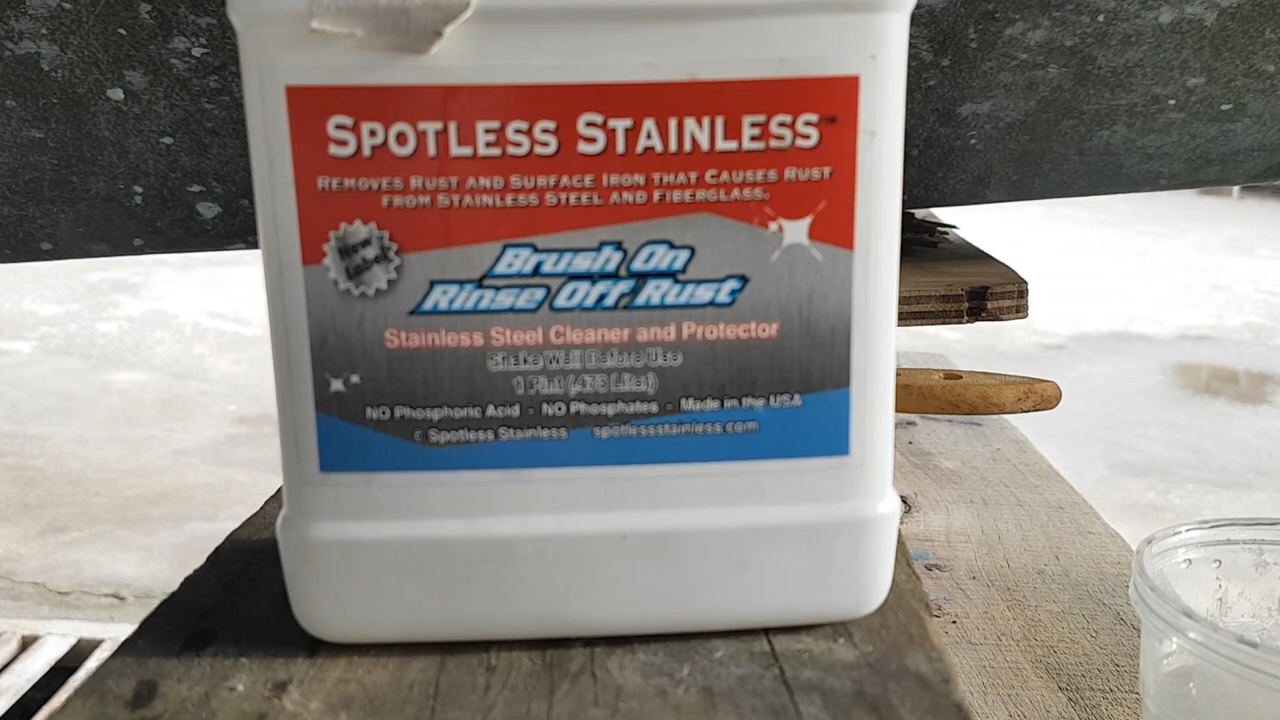 SPOTLESS STAINLESS™
REMOVES RUST AND SURFACE IRON THAT CAUSES RUST
FROM STAINLESS STEEL AND FIBERGLASS.
New
Label
Brush On
Rinse Off Rust
Stainless Steel Cleaner and Protector
Shake Well Before Use
1 Pint (.473 Liter)
NO Phosphoric Acid - NO Phosphates - Made in the USA
© Spotless Stainless spotlessstainless.com